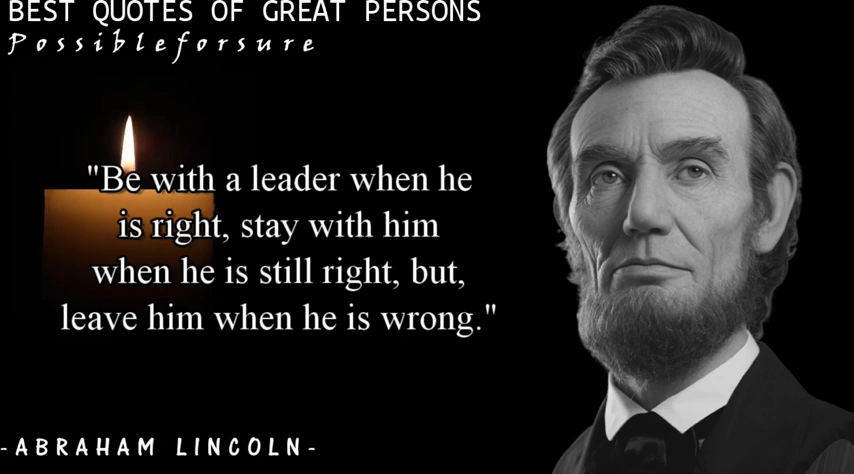 BEST QUOTES OF GREAT PERSONS
Possibleforsure
"Be with a leader when he
is right, stay with him
when he is still right, but,
leave him when he is wrong."
-ABRAHAM LINCOLN-